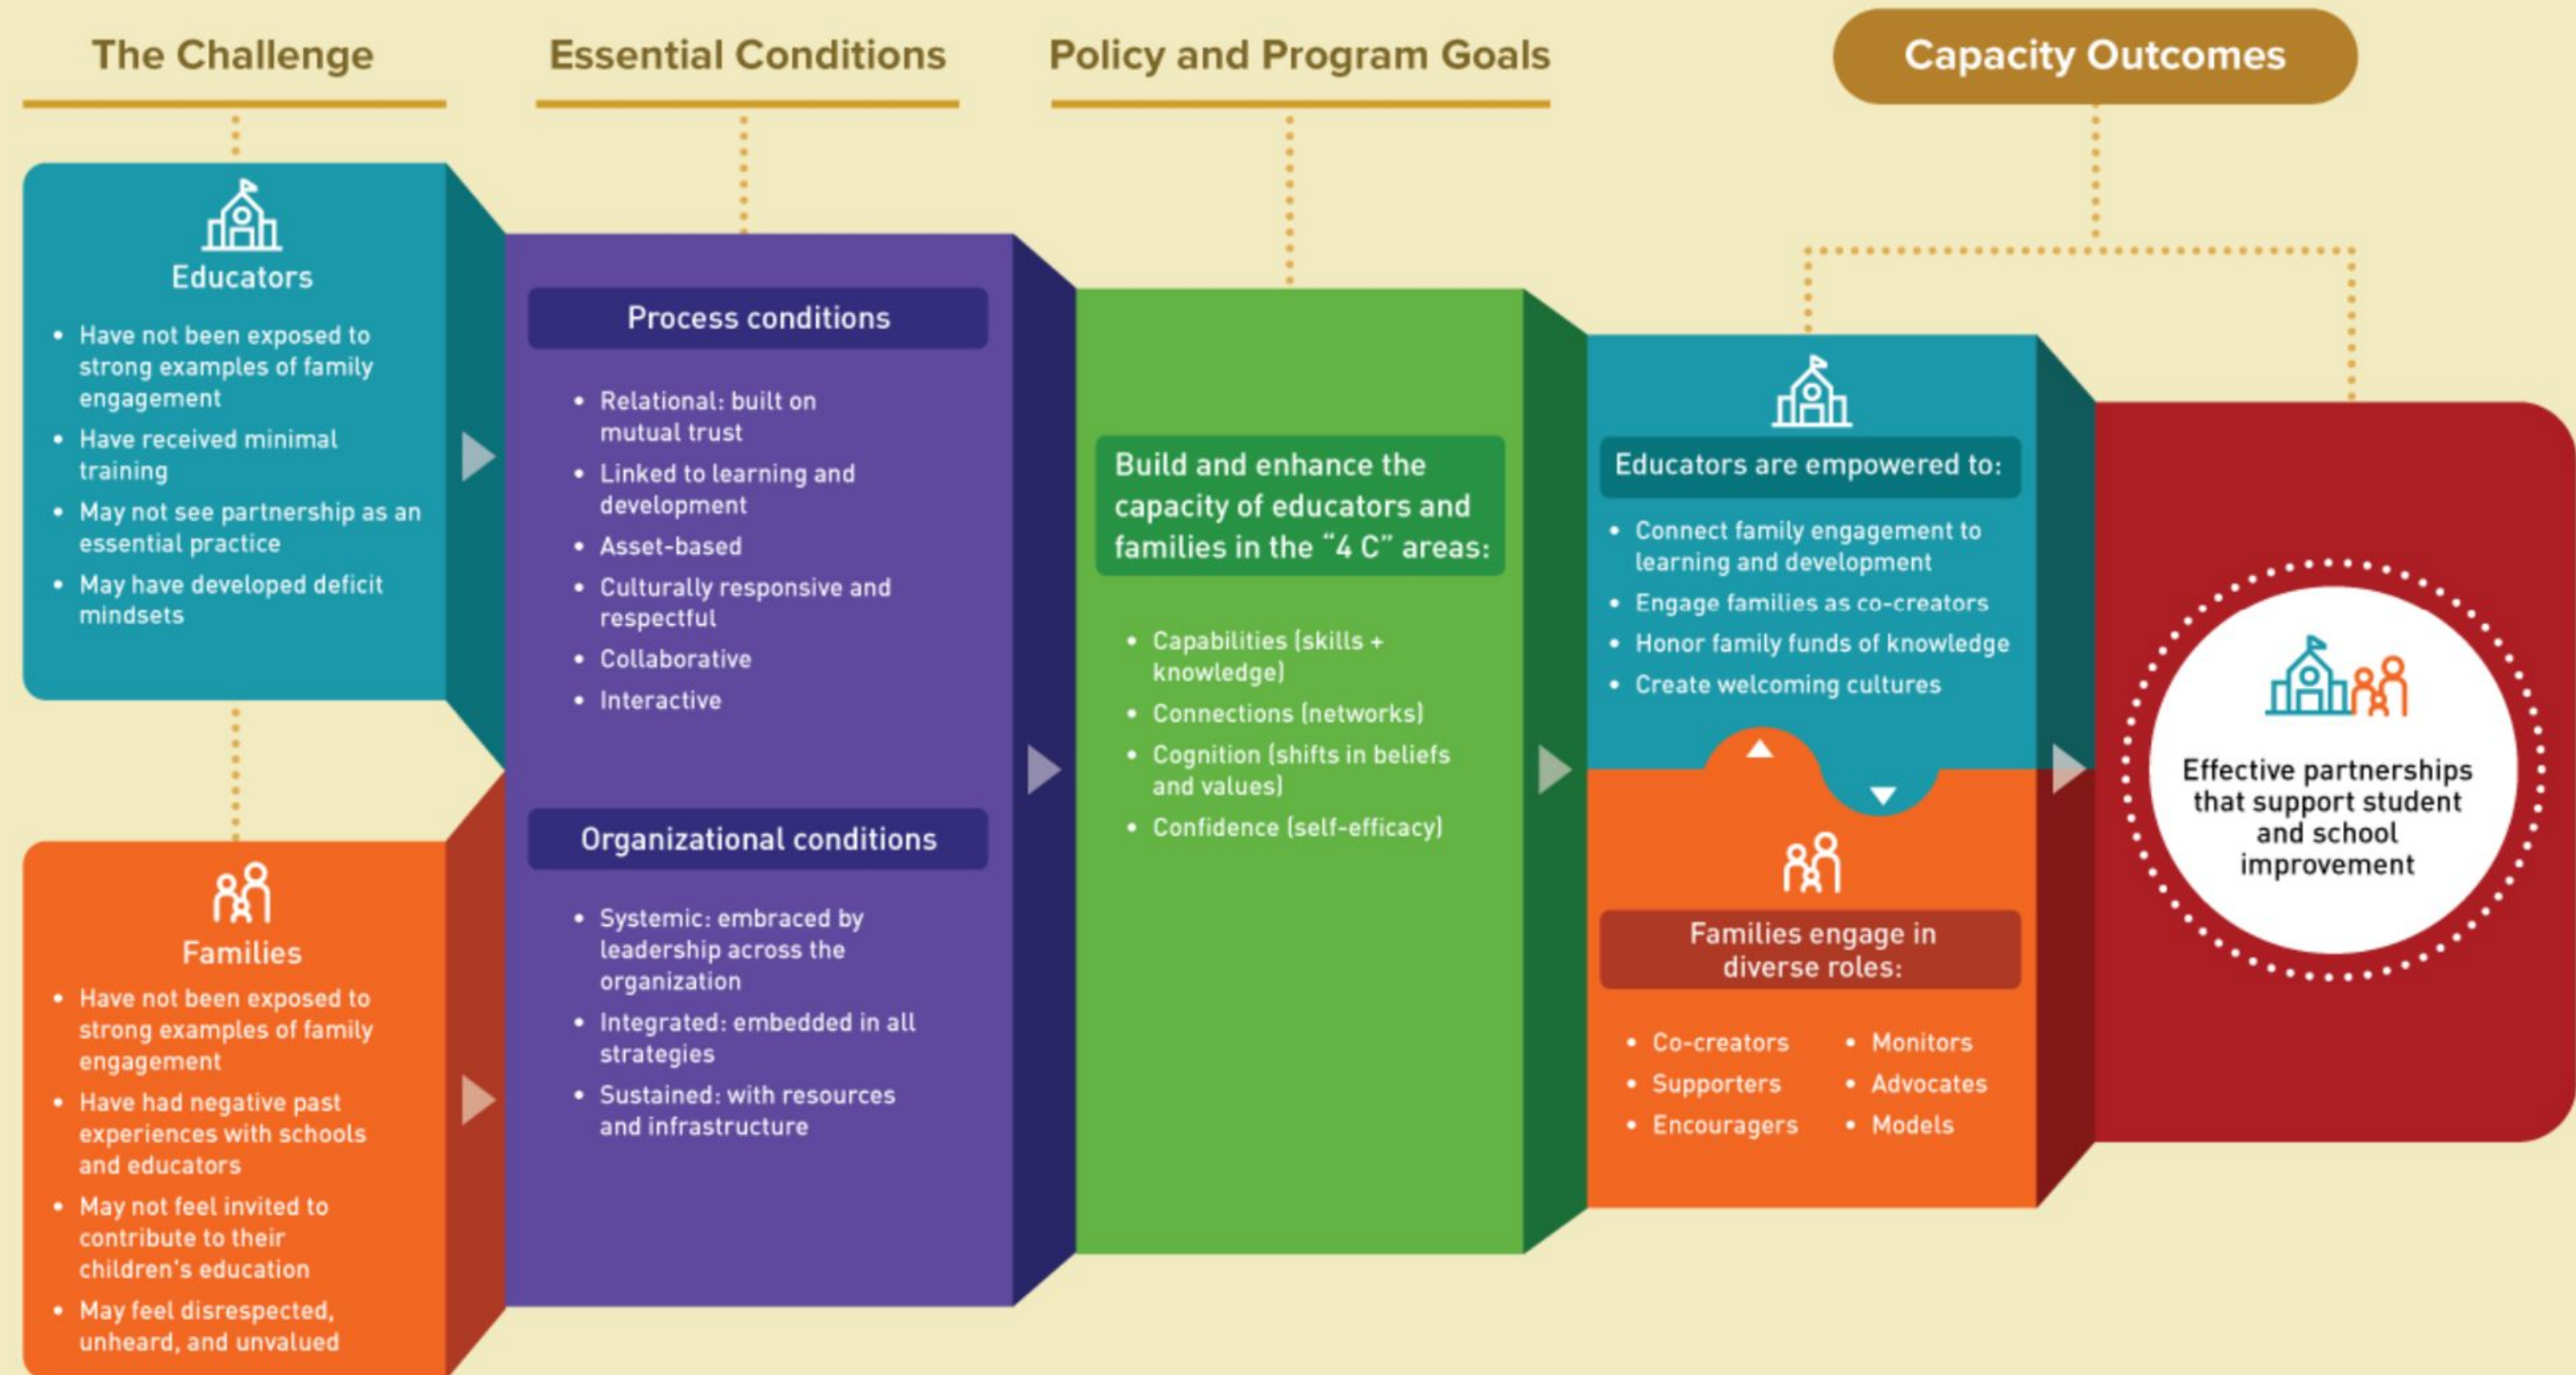 The Challenge
Educators
• Have not been exposed to
strong examples of family
engagement
• Have received minimal
training
• May not see partnership as an
essential practice
• May have developed deficit
mindsets
Families
• Have not been exposed to
strong examples of family
engagement
• Have had negative past
experiences with schools
and educators
• May not feel invited to
contribute to their
children's education
• May feel disrespected,
unheard, and unvalued
Essential Conditions
Process conditions
• Relational: built on
mutual trust
• Linked to learning and
development
• Asset-based
• Culturally responsive and
respectful
• Collaborative
• Interactive
Organizational conditions
• Systemic: embraced by
leadership across the
organization
• Integrated: embedded in all
strategies
• Sustained: with resources
and infrastructure
Policy and Program Goals
Build and enhance the
capacity of educators and
families in the “4 C” areas:
• Capabilities (skills +
knowledge)
• Connections (networks)
• Cognition (shifts in beliefs
and values)
• Confidence (self-efficacy)
Capacity Outcomes
Educators are empowered to:
• Connect family engagement to
learning and development
• Engage families as co-creators
• Honor family funds of knowledge
• Create welcoming cultures
Families engage in
diverse roles:
• Co-creators
• Supporters
• Encouragers
• Monitors
• Advocates
• Models
Effective partnerships
that support student
and school
improvement